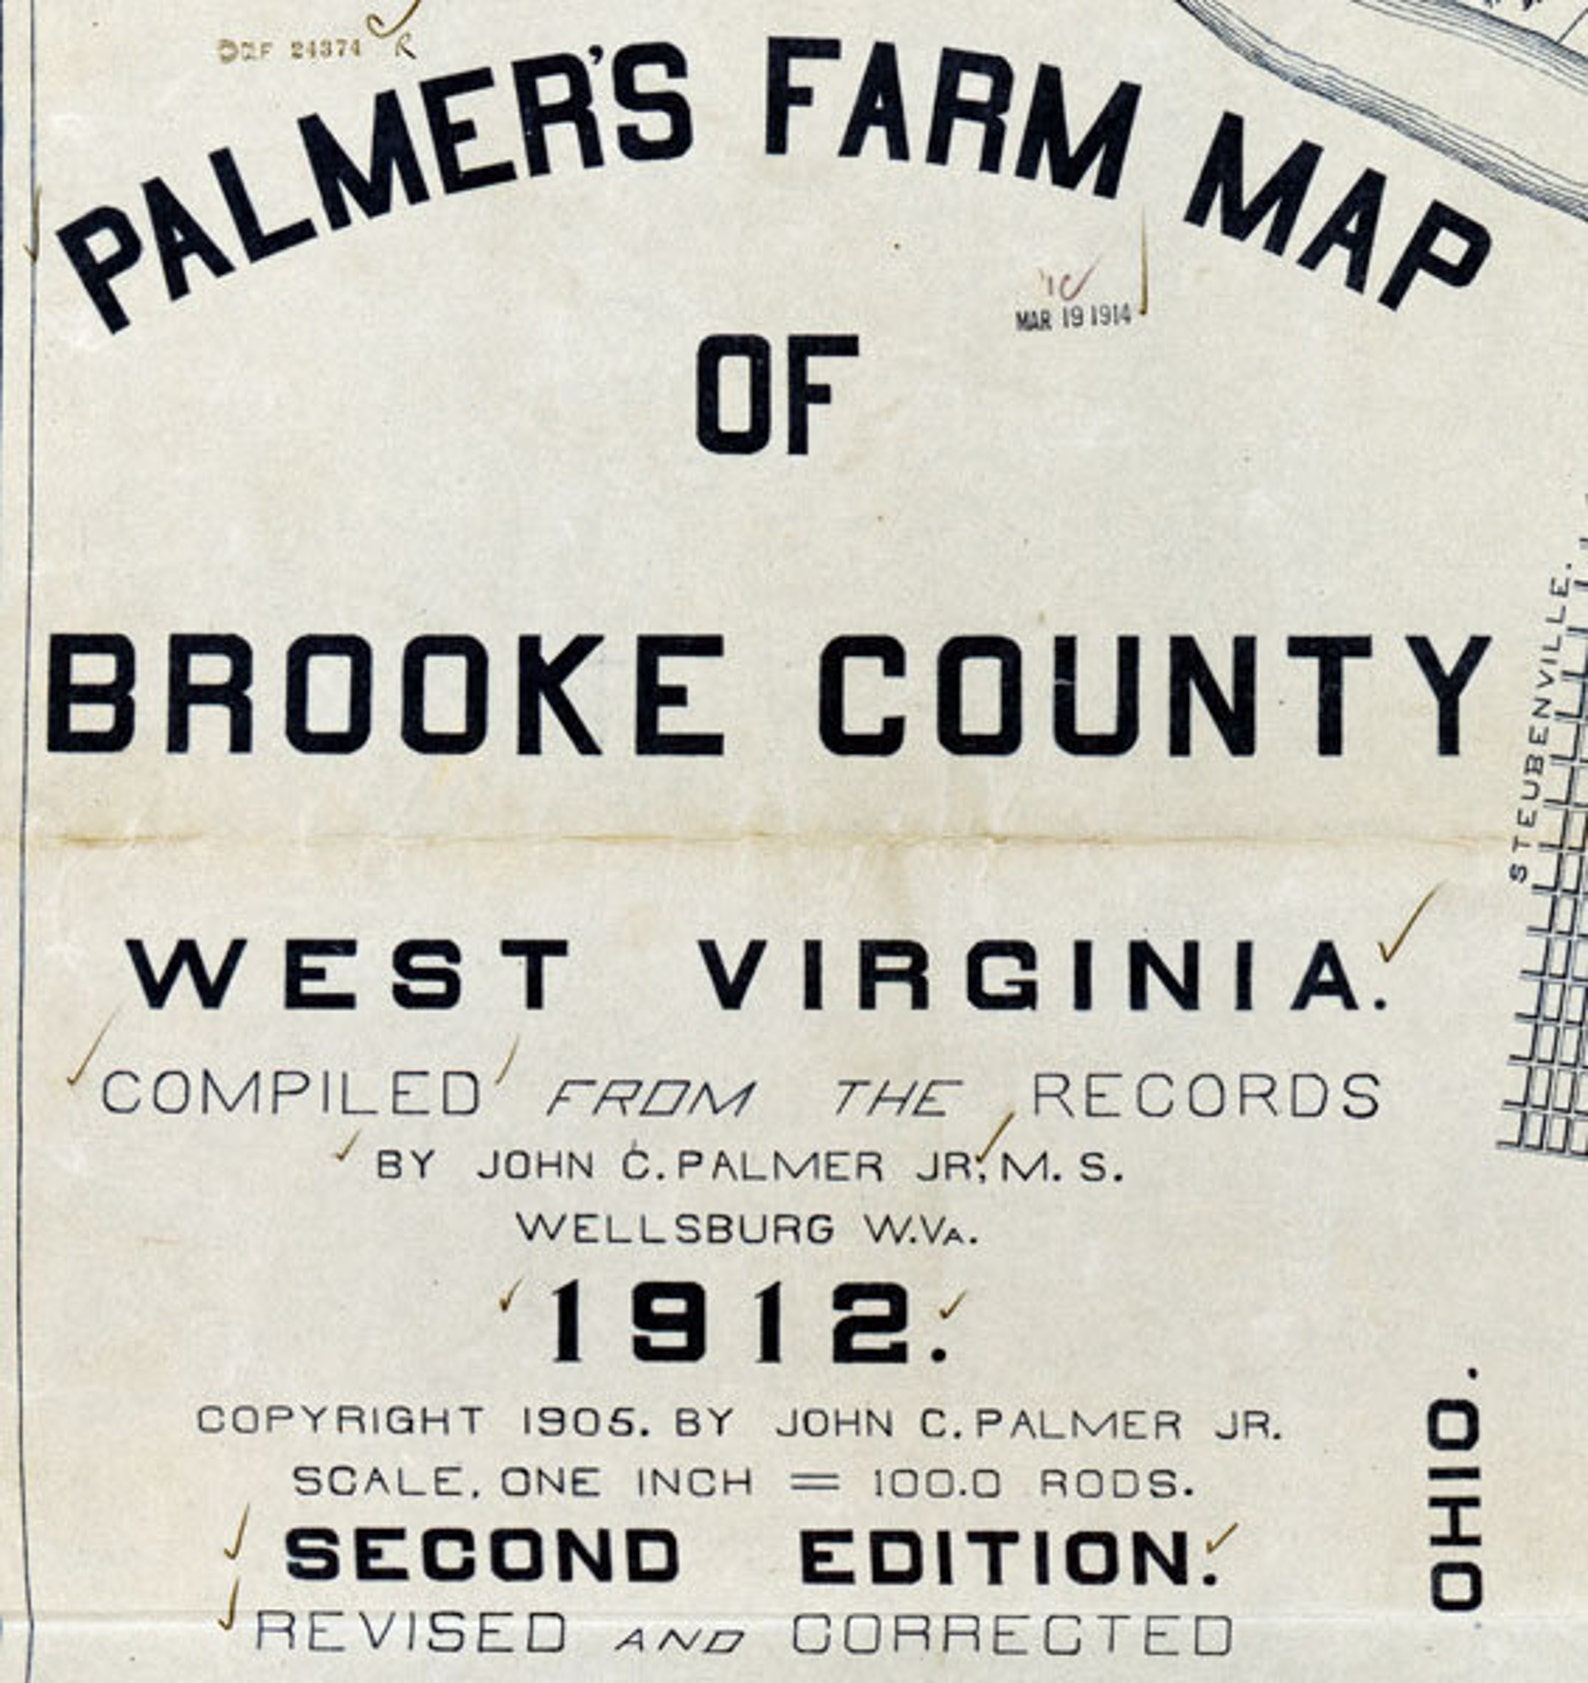 24374
PALMER'S FARM MAP
MAR 19 1914
OF
BROOKE COUNTY
STEUBENVILLE.
WEST VIRGINIA.
COMPILED FROM THE RECORDS
BY JOHN C. PALMER JR., M. S.
WELLSBURG W.VA.
1912.
COPYRIGHT 1905. BY JOHN C. PALMER JR.
SCALE, ONE INCH = 100.0 RODS.
SECOND EDITION.
REVISED AND CORRECTED
OHIO.